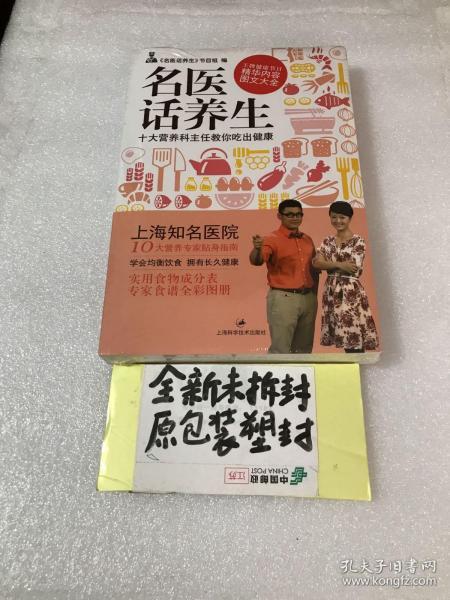 《名医话养生》节目组 编
名医
话养生
王牌健康节目
精华内容
图文大全
十大营养科主任教你吃出健康
上海知名医院
10大营养专家贴身指南
学会均衡饮食 拥有长久健康
实用食物成分表
专家食谱全彩图册
上海科学技术出版社
全新未拆封
原包装塑封
中国邮政
CHINA POST
江苏
孔夫子旧书网
www.kongfz.com